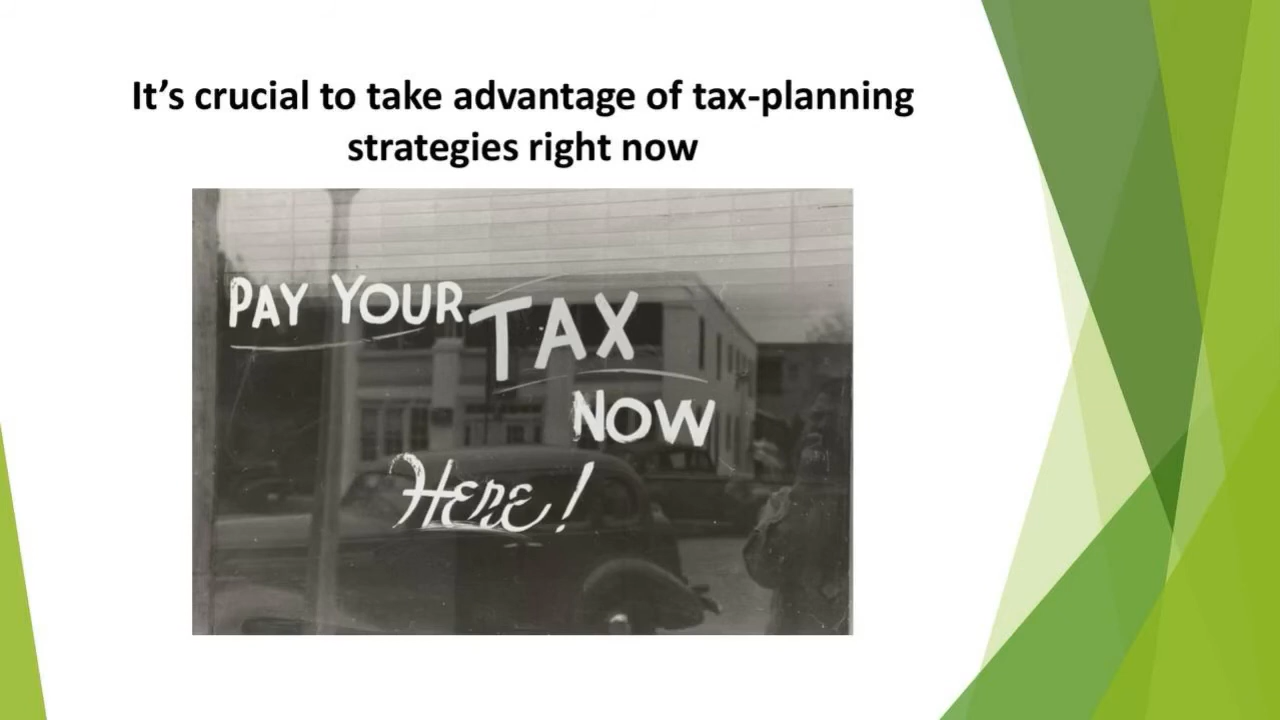 It’s crucial to take advantage of tax-planning
strategies right now
PAY YOUR
TAX
NOW
HERE!